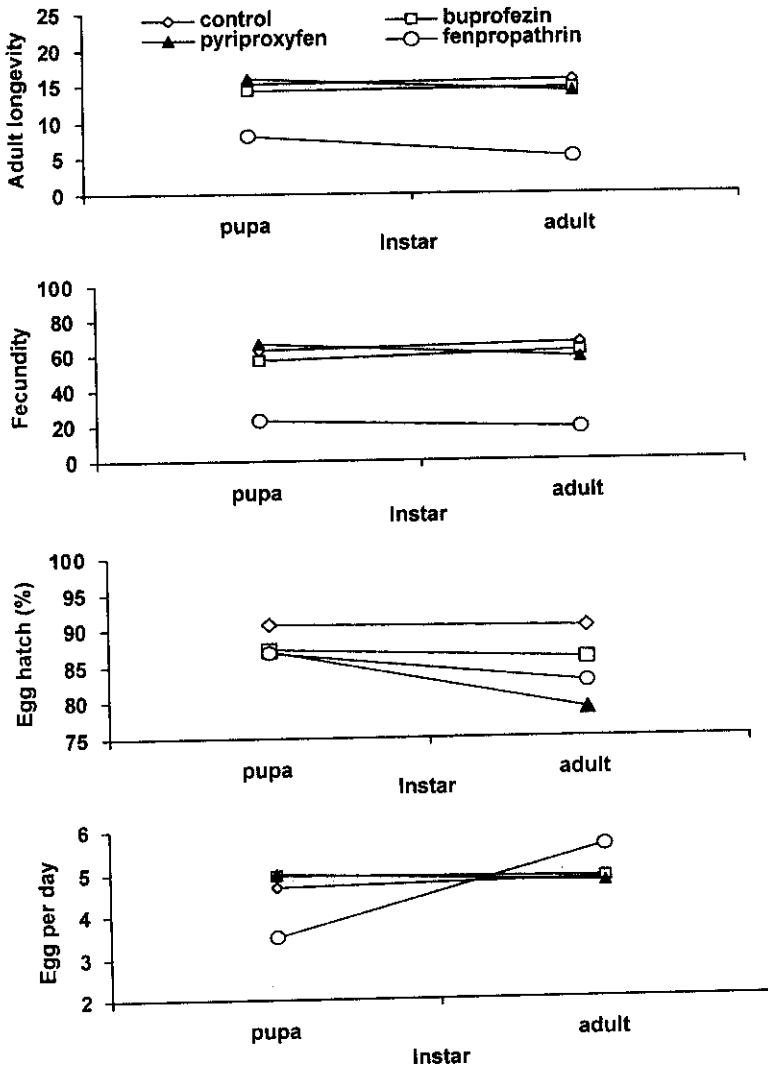 control buprofezin
pyriproxyfen fenpropathrin
25
20
15
10
5
0
Adult longevity
pupa adult
Instar
100
80
60
40
20
0
Fecundity
pupa adult
Instar
100
95
90
85
80
75
Egg hatch (%)
pupa adult
Instar
6
5
4
3
2
Egg per day
pupa adult
Instar